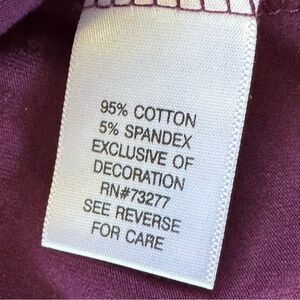 95% COTTON
5% SPANDEX
EXCLUSIVE OF
DECORATION
RN#73277
SEE REVERSE
FOR CARE